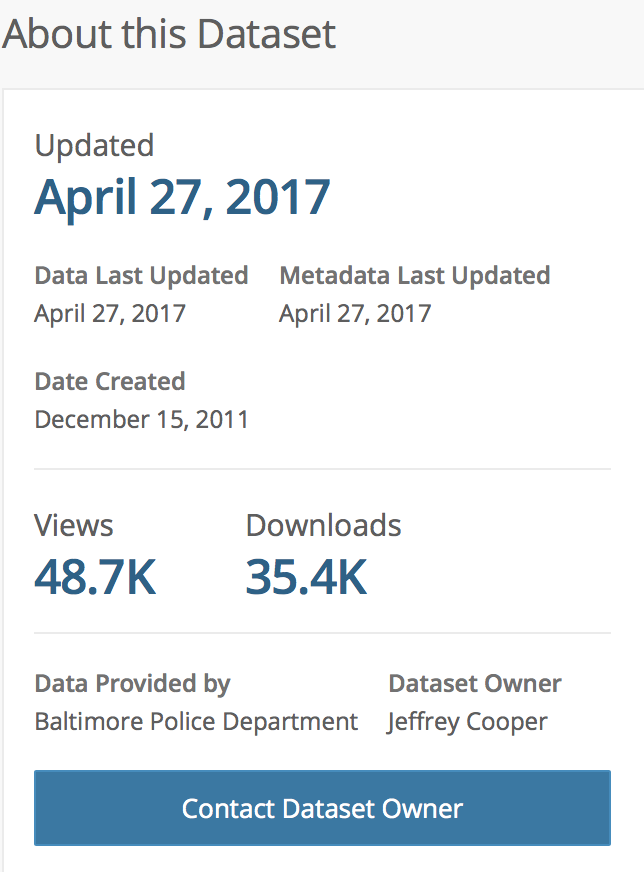 About this Dataset
Updated
April 27, 2017
Data Last Updated Metadata Last Updated
April 27, 2017 April 27, 2017
Date Created
December 15, 2011
Views Downloads
48.7K 35.4K
Data Provided by Dataset Owner
Baltimore Police Department Jeffrey Cooper
Contact Dataset Owner